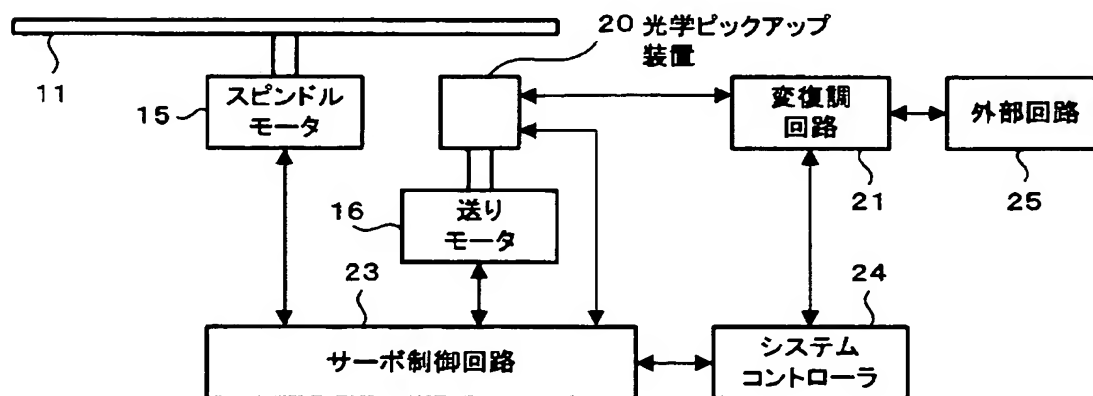 20 光学ピックアップ
装置
11
15
スピンドル
モータ
変復調
回路
外部回路
16
送り
モータ
21
25
23
24
サーボ制御回路
システム
コントローラ